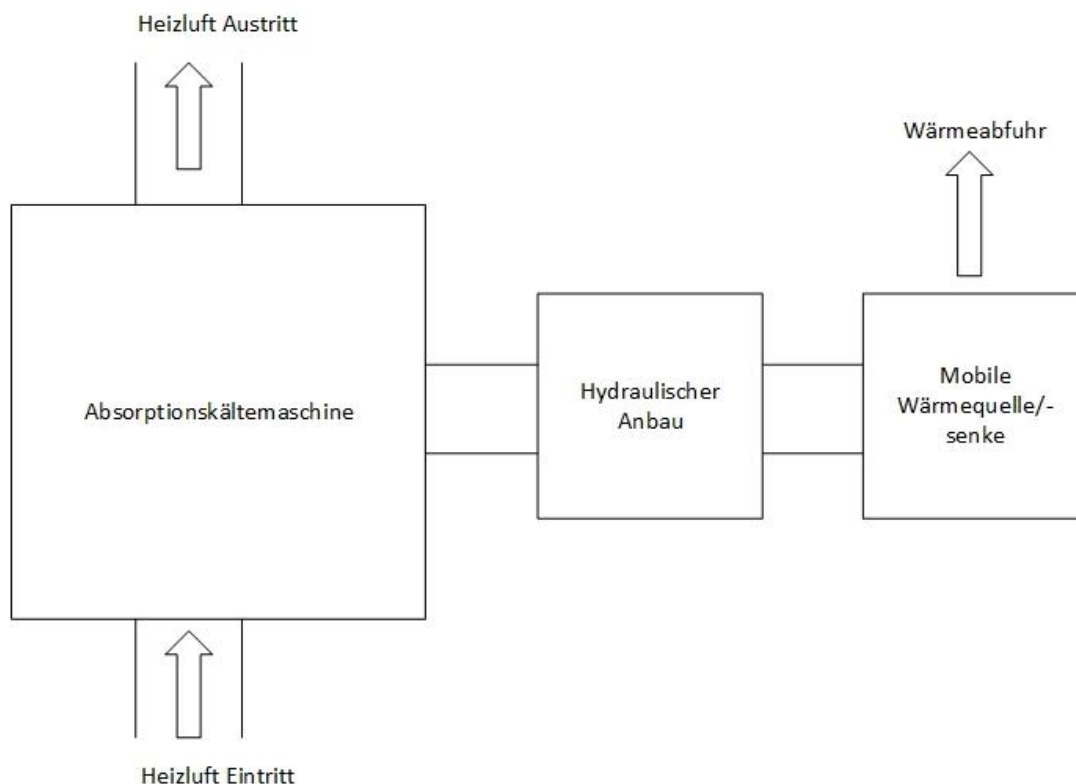 Heizluft Austritt
Wärmeabfuhr
Absorptionskältemaschine
Hydraulischer
Anbau
Mobile
Wärmequelle/-
senke
Heizluft Eintritt